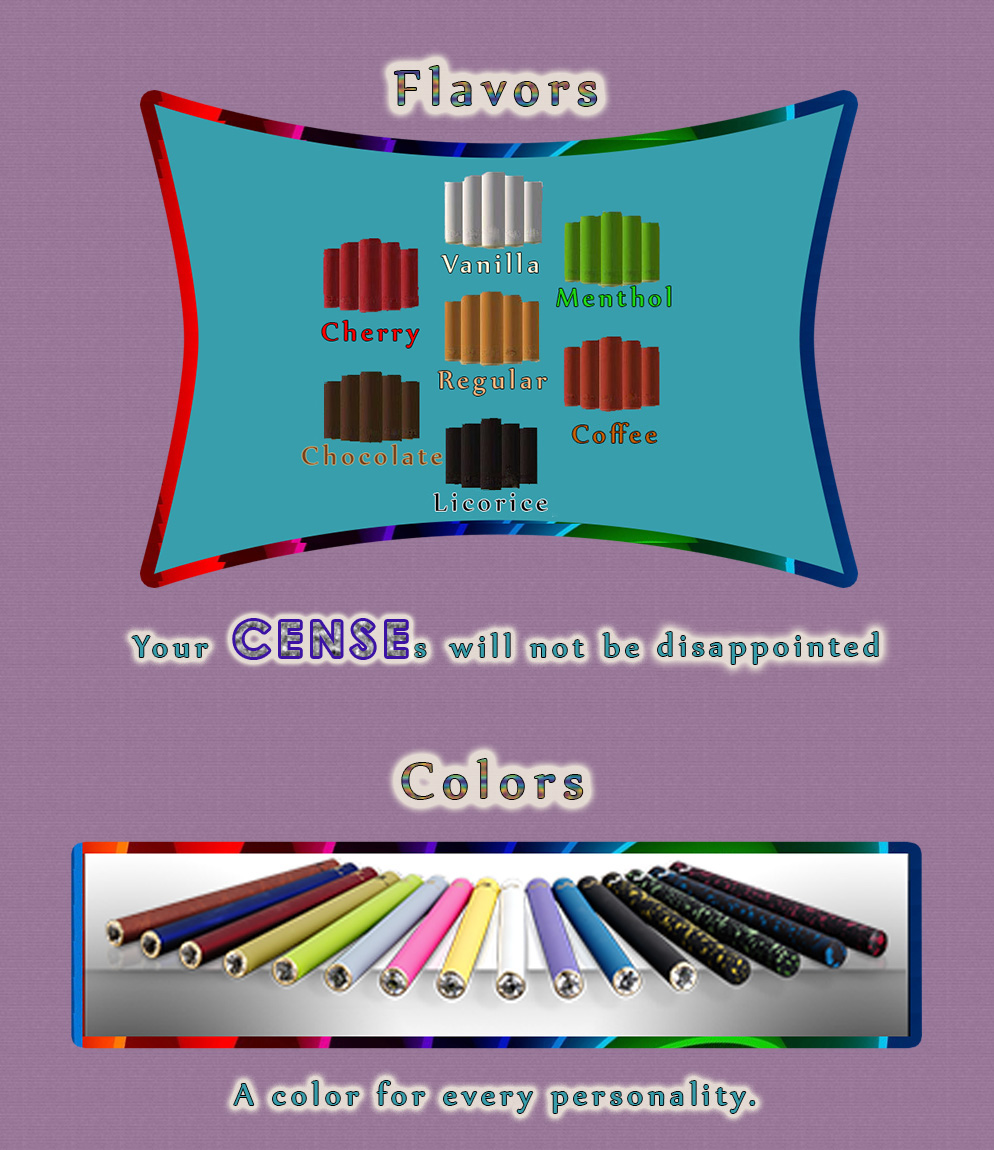 Flavors
Vanilla
Menthol
Cherry
Regular
Coffee
Chocolate
Licorice
Your CENSEs will not be disappointed
Colors
A color for every personality.